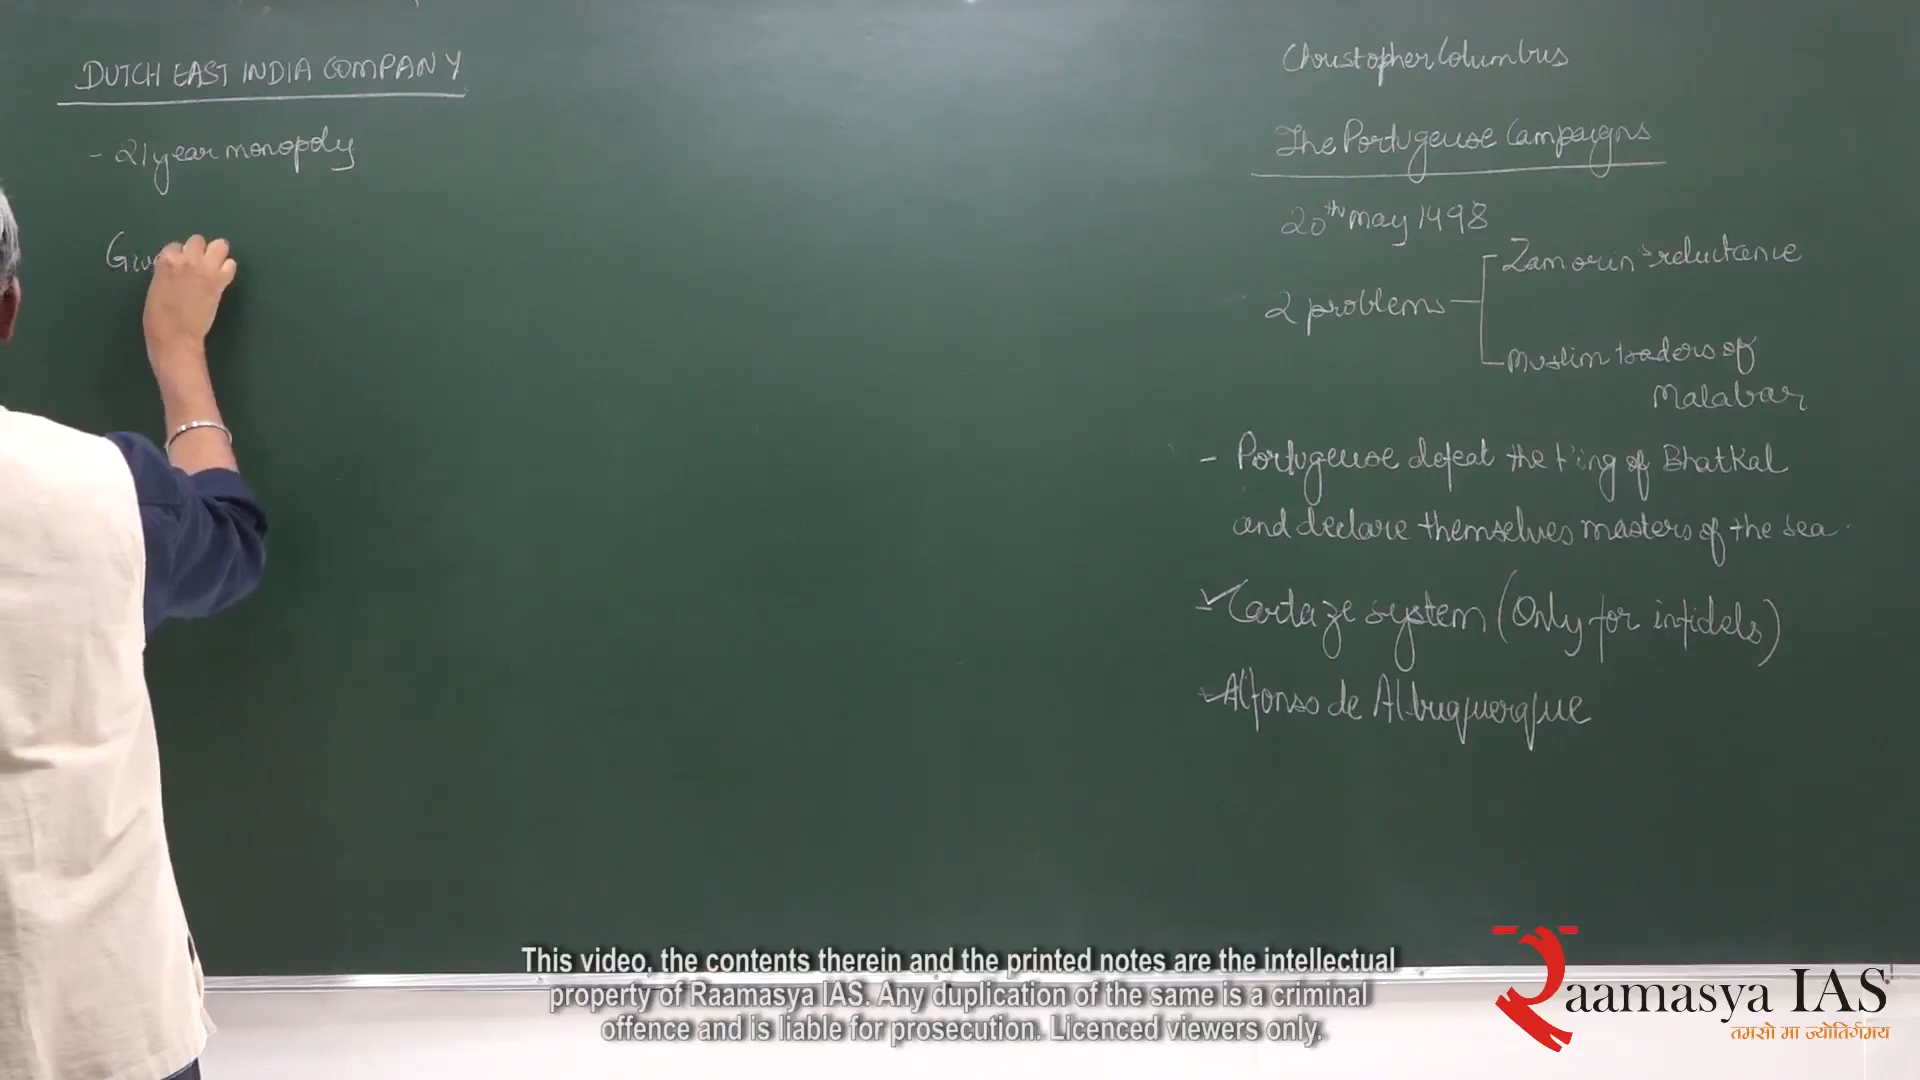 DUTCH EAST INDIA COMPANY
- 21 year monopoly
Give
Christopher Columbus
The Portugeuse Campaigns
20th May 1498
2 problems
Zamorin's reluctance
Muslim traders of
Malabar
- Portugeuse defeat the King of Bhatkal
and declare themselves masters of the sea.
Cartaze system (Only for infidels)
Alfonso de Albuquerque
This video, the contents therein and the printed notes are the intellectual
property of Raamasya IAS. Any duplication of the same is a criminal
offence and is liable for prosecution. Licenced viewers only.
Raamasya IAS
तमसो मा ज्योतिर्गमय